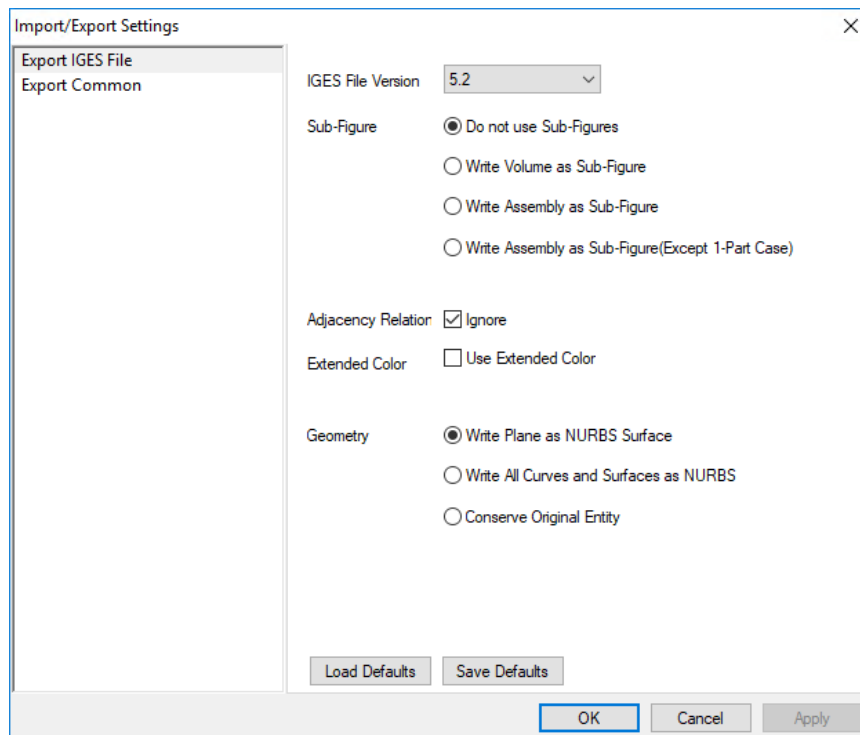 Import/Export Settings
Export IGES File
Export Common
IGES File Version 5.2
Sub-Figure Do not use Sub-Figures
Write Volume as Sub-Figure
Write Assembly as Sub-Figure
Write Assembly as Sub-Figure(Except 1-Part Case)
Adjacency Relation Ignore
Extended Color Use Extended Color
Geometry Write Plane as NURBS Surface
Write All Curves and Surfaces as NURBS
Conserve Original Entity
Load Defaults Save Defaults
OK Cancel Apply